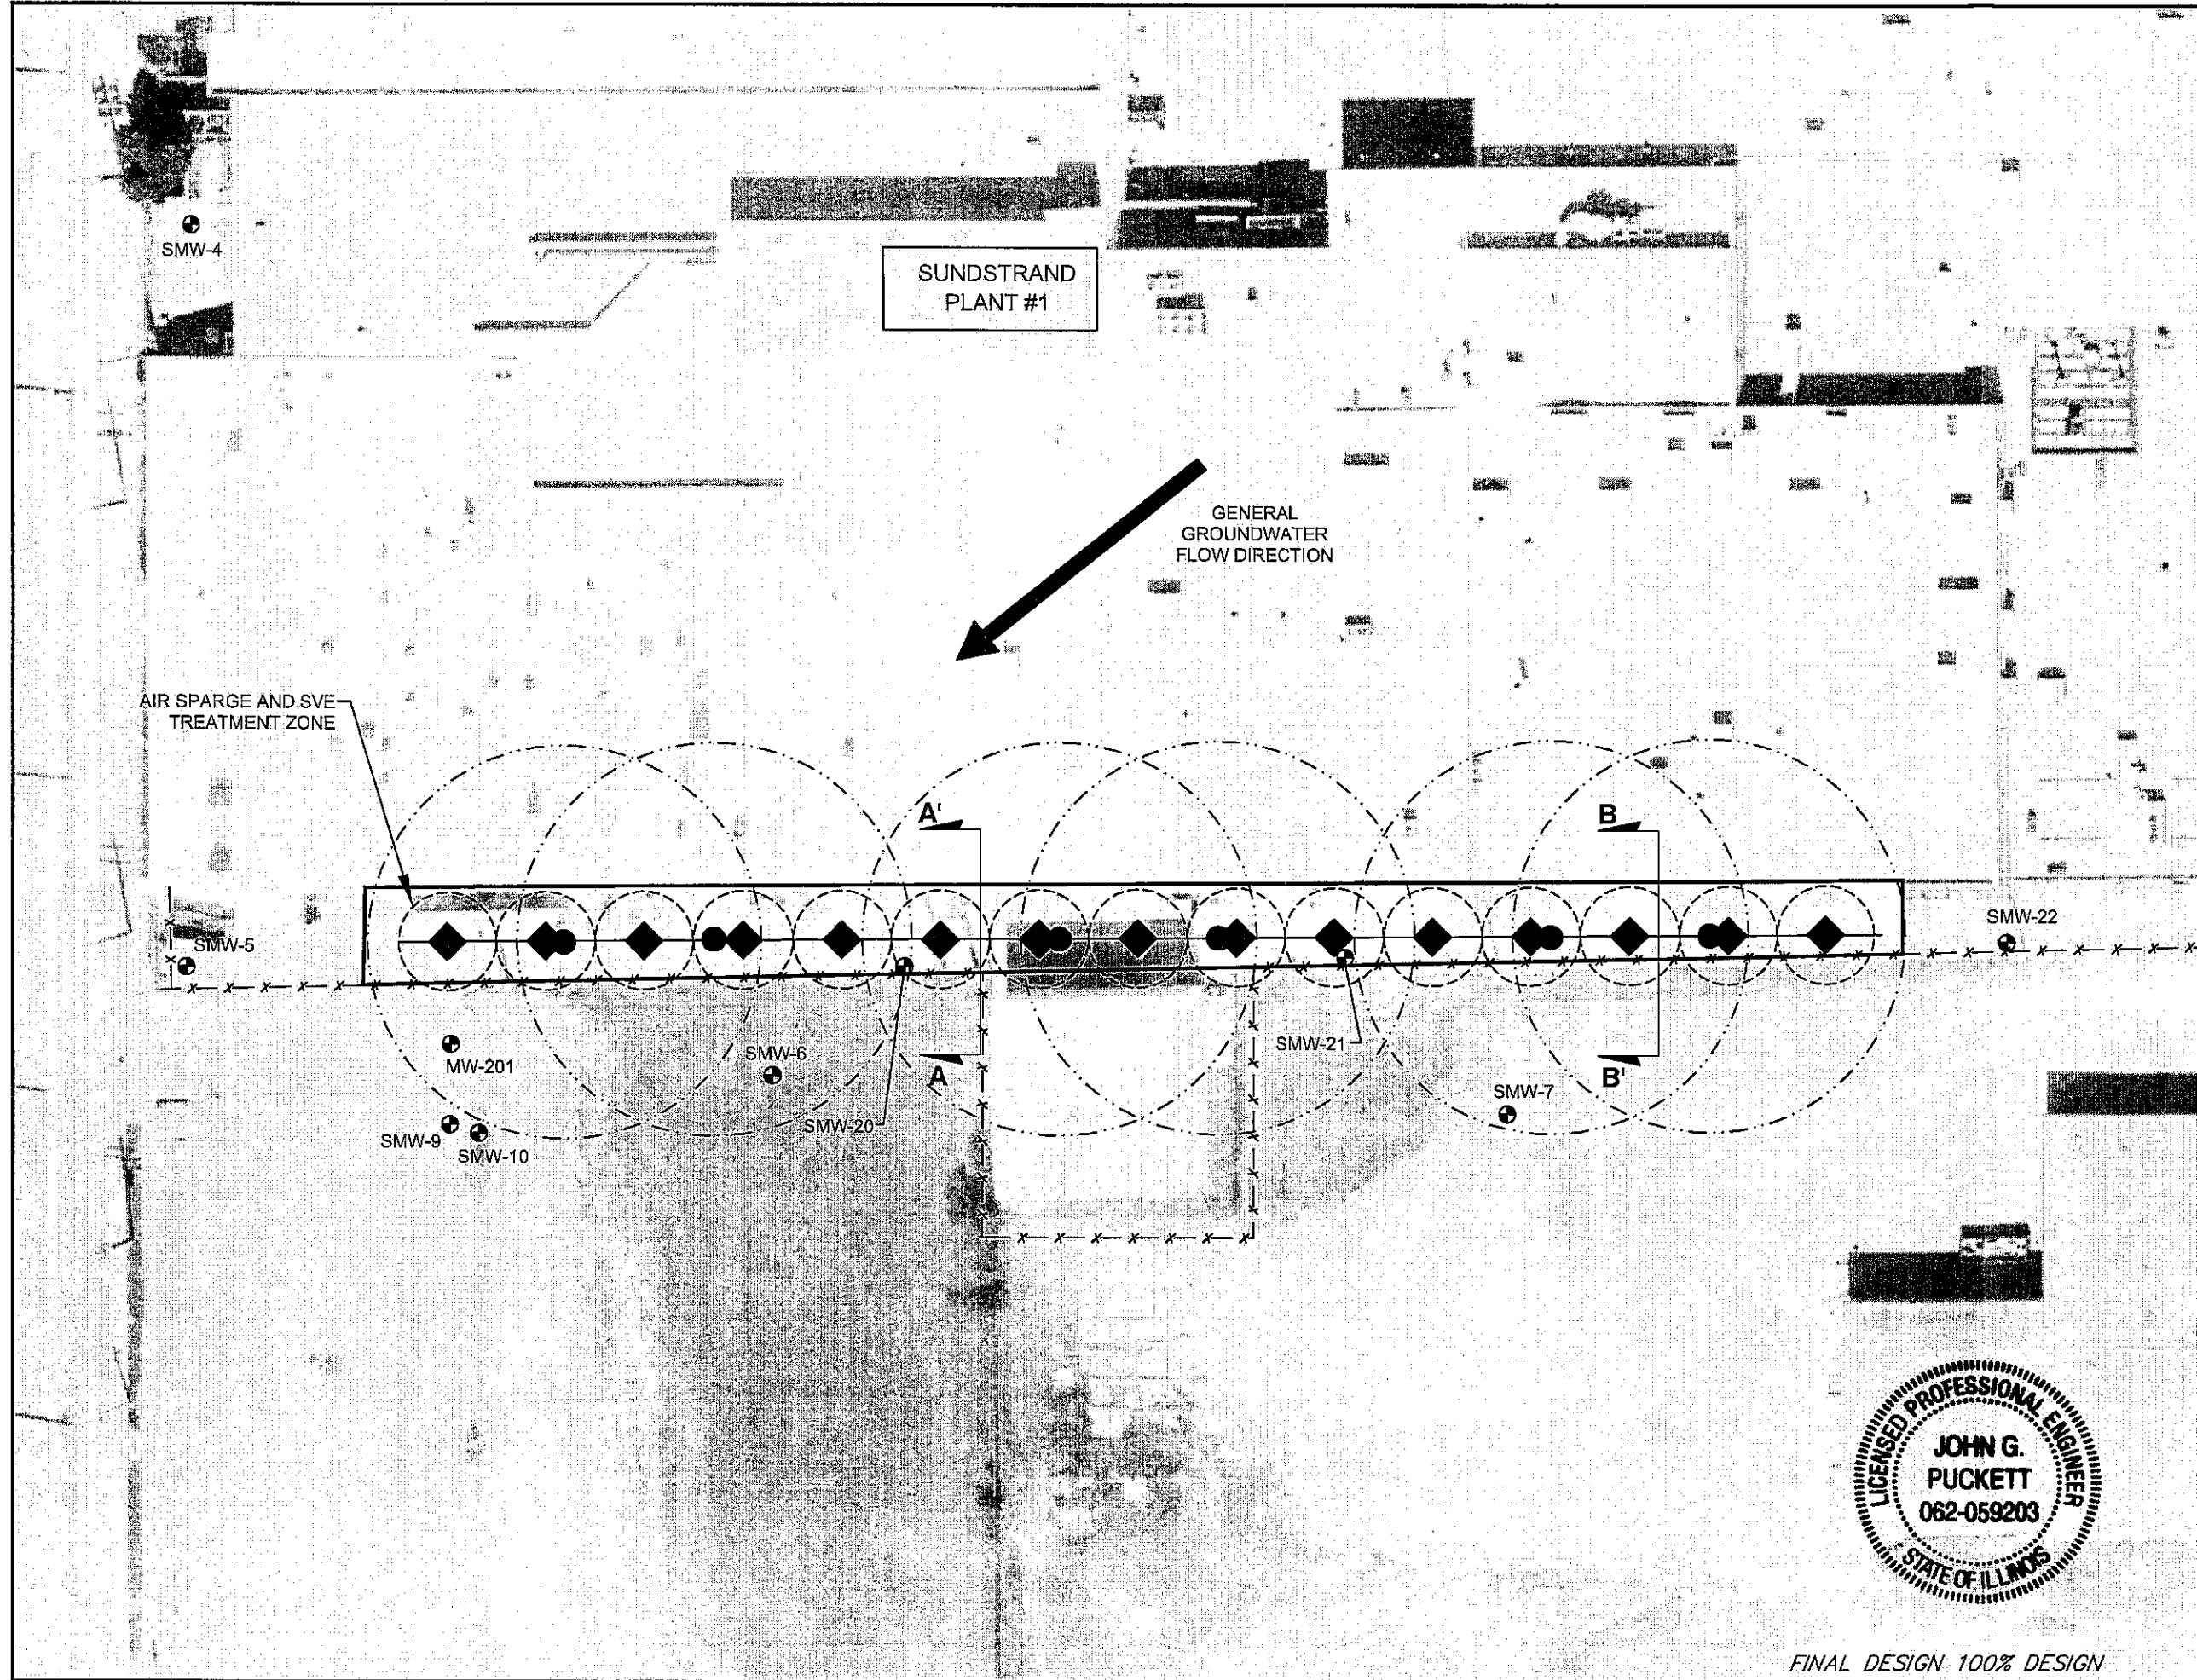 SMW-4
SUNDSTRAND
PLANT #1
GENERAL
GROUNDWATER
FLOW DIRECTION
AIR SPARGE AND SVE
TREATMENT ZONE
A'
B
SMW-5
SMW-22
MW-201
SMW-6
SMW-21
A
B'
SMW-7
SMW-20
SMW-9
SMW-10
LICENSED PROFESSIONAL ENGINEER
JOHN G.
PUCKETT
062-059203
STATE OF ILLINOIS
FINAL DESIGN 100% DESIGN